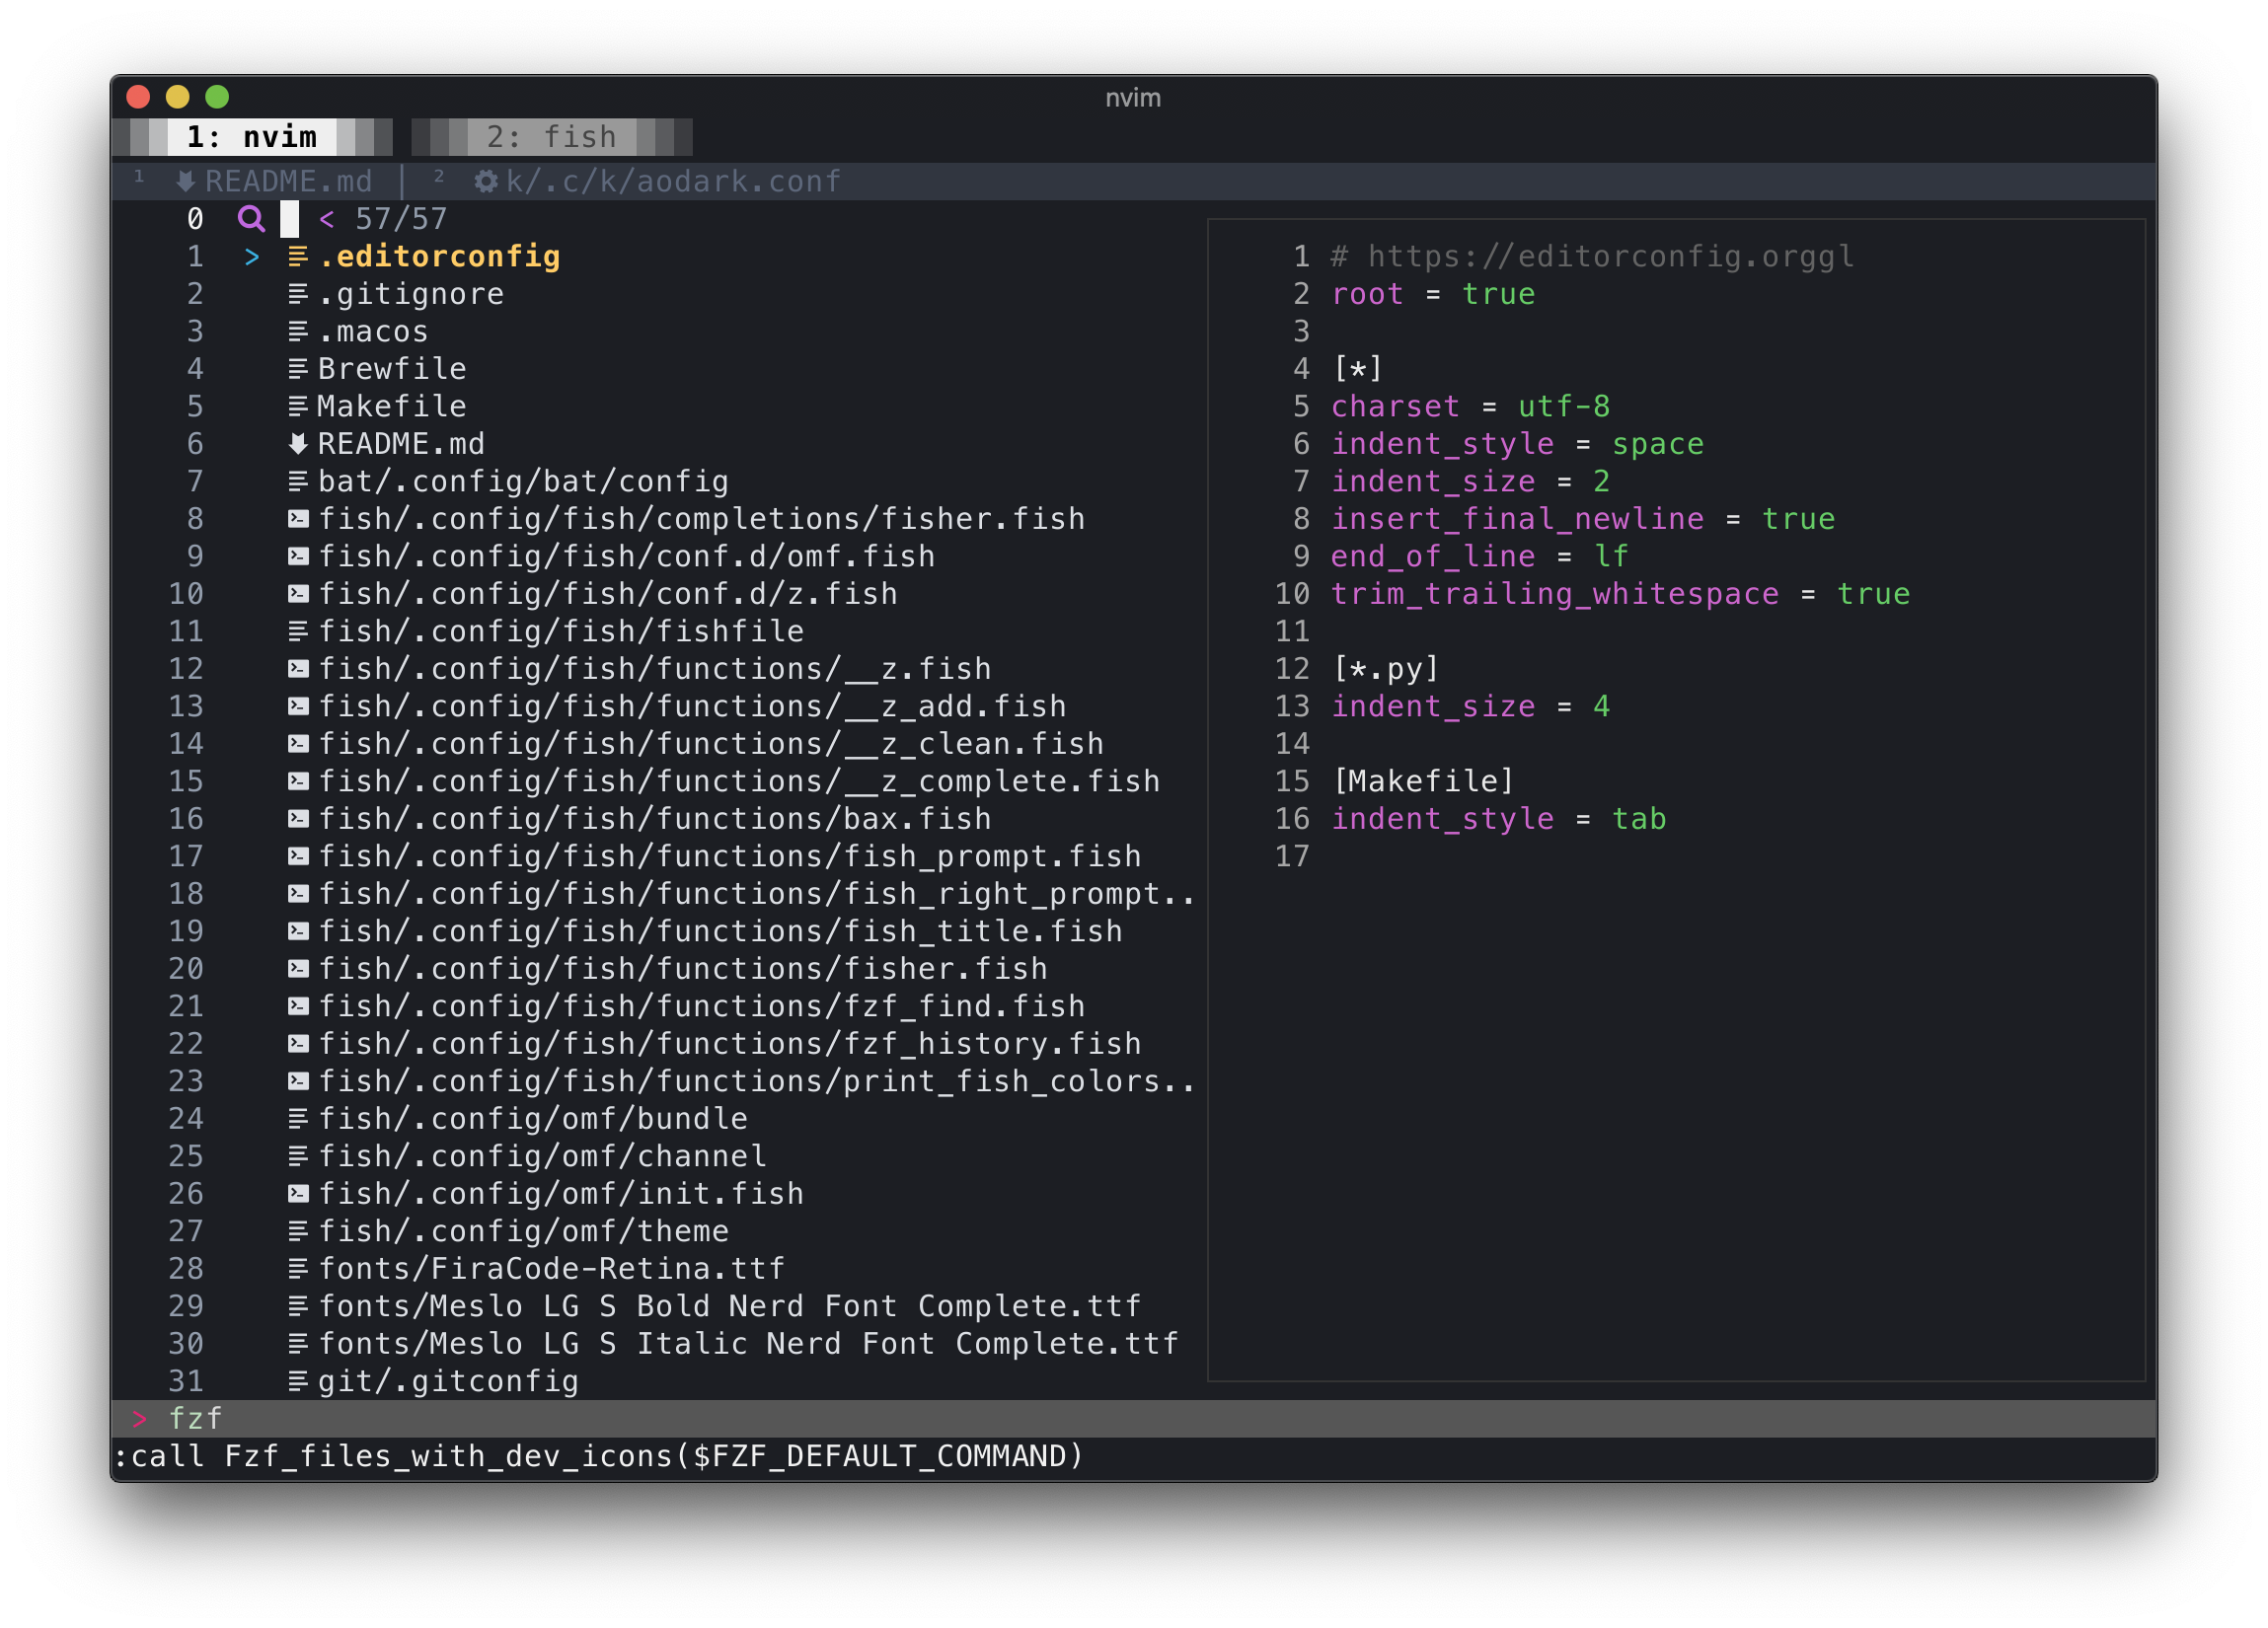 nvim
1: nvim 2: fish
¹ README.md ² k/.c/k/aodark.conf
0 < 57/57
1 > .editorconfig
2 .gitignore
3 .macos
4 Brewfile
5 Makefile
6 README.md
7 bat/.config/bat/config
8 fish/.config/fish/completions/fisher.fish
9 fish/.config/fish/conf.d/omf.fish
10 fish/.config/fish/conf.d/z.fish
11 fish/.config/fish/fishfile
12 fish/.config/fish/functions/__z.fish
13 fish/.config/fish/functions/__z_add.fish
14 fish/.config/fish/functions/__z_clean.fish
15 fish/.config/fish/functions/__z_complete.fish
16 fish/.config/fish/functions/bax.fish
17 fish/.config/fish/functions/fish_prompt.fish
18 fish/.config/fish/functions/fish_right_prompt..
19 fish/.config/fish/functions/fish_title.fish
20 fish/.config/fish/functions/fisher.fish
21 fish/.config/fish/functions/fzf_find.fish
22 fish/.config/fish/functions/fzf_history.fish
23 fish/.config/fish/functions/print_fish_colors..
24 fish/.config/omf/bundle
25 fish/.config/omf/channel
26 fish/.config/omf/init.fish
27 fish/.config/omf/theme
28 fonts/FiraCode-Retina.ttf
29 fonts/Meslo LG S Bold Nerd Font Complete.ttf
30 fonts/Meslo LG S Italic Nerd Font Complete.ttf
31 git/.gitconfig
1 # https://editorconfig.orggl
2 root = true
3
4 [*]
5 charset = utf-8
6 indent_style = space
7 indent_size = 2
8 insert_final_newline = true
9 end_of_line = lf
10 trim_trailing_whitespace = true
11
12 [*.py]
13 indent_size = 4
14
15 [Makefile]
16 indent_style = tab
17
> fzf
:call Fzf_files_with_dev_icons($FZF_DEFAULT_COMMAND)